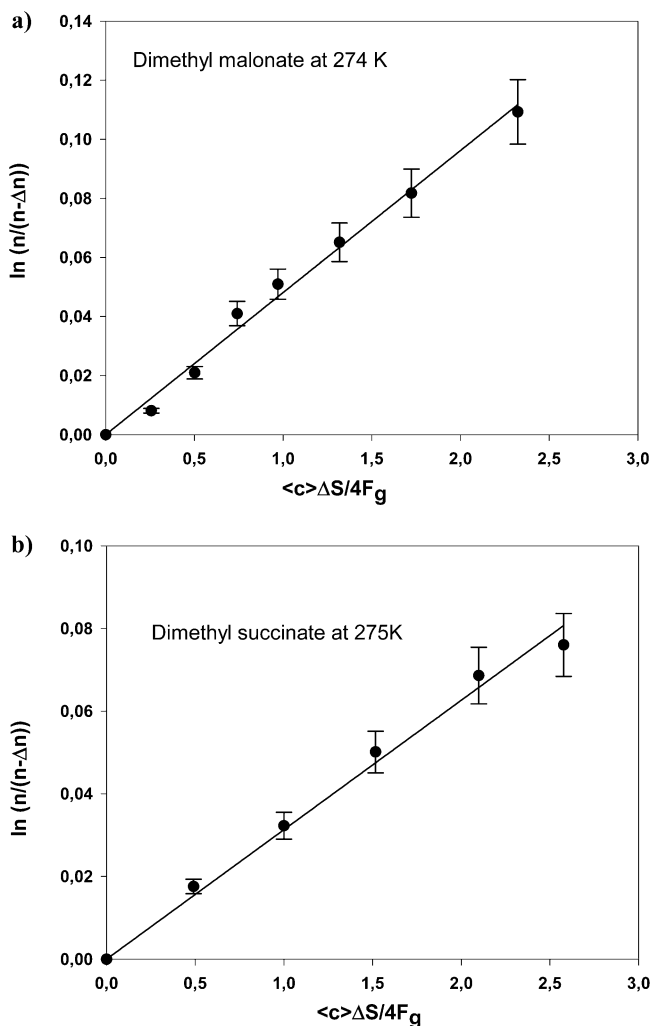 a)
0,14
0,12
0,10
0,08
0,06
0,04
0,02
0,00
ln (n/(n-Δn))
Dimethyl malonate at 274 K
0,0 0,5 1,0 1,5 2,0 2,5 3,0
<c>ΔS/4Fg
b)
0,10
0,08
0,06
0,04
0,02
0,00
ln (n/(n-Δn))
Dimethyl succinate at 275K
0,0 0,5 1,0 1,5 2,0 2,5 3,0
<c>ΔS/4Fg